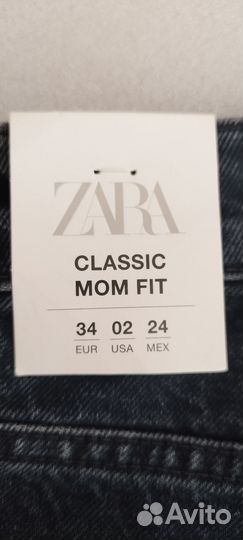 ZARA
CLASSIC
MOM FIT
34 02 24
EUR USA MEX
Avito